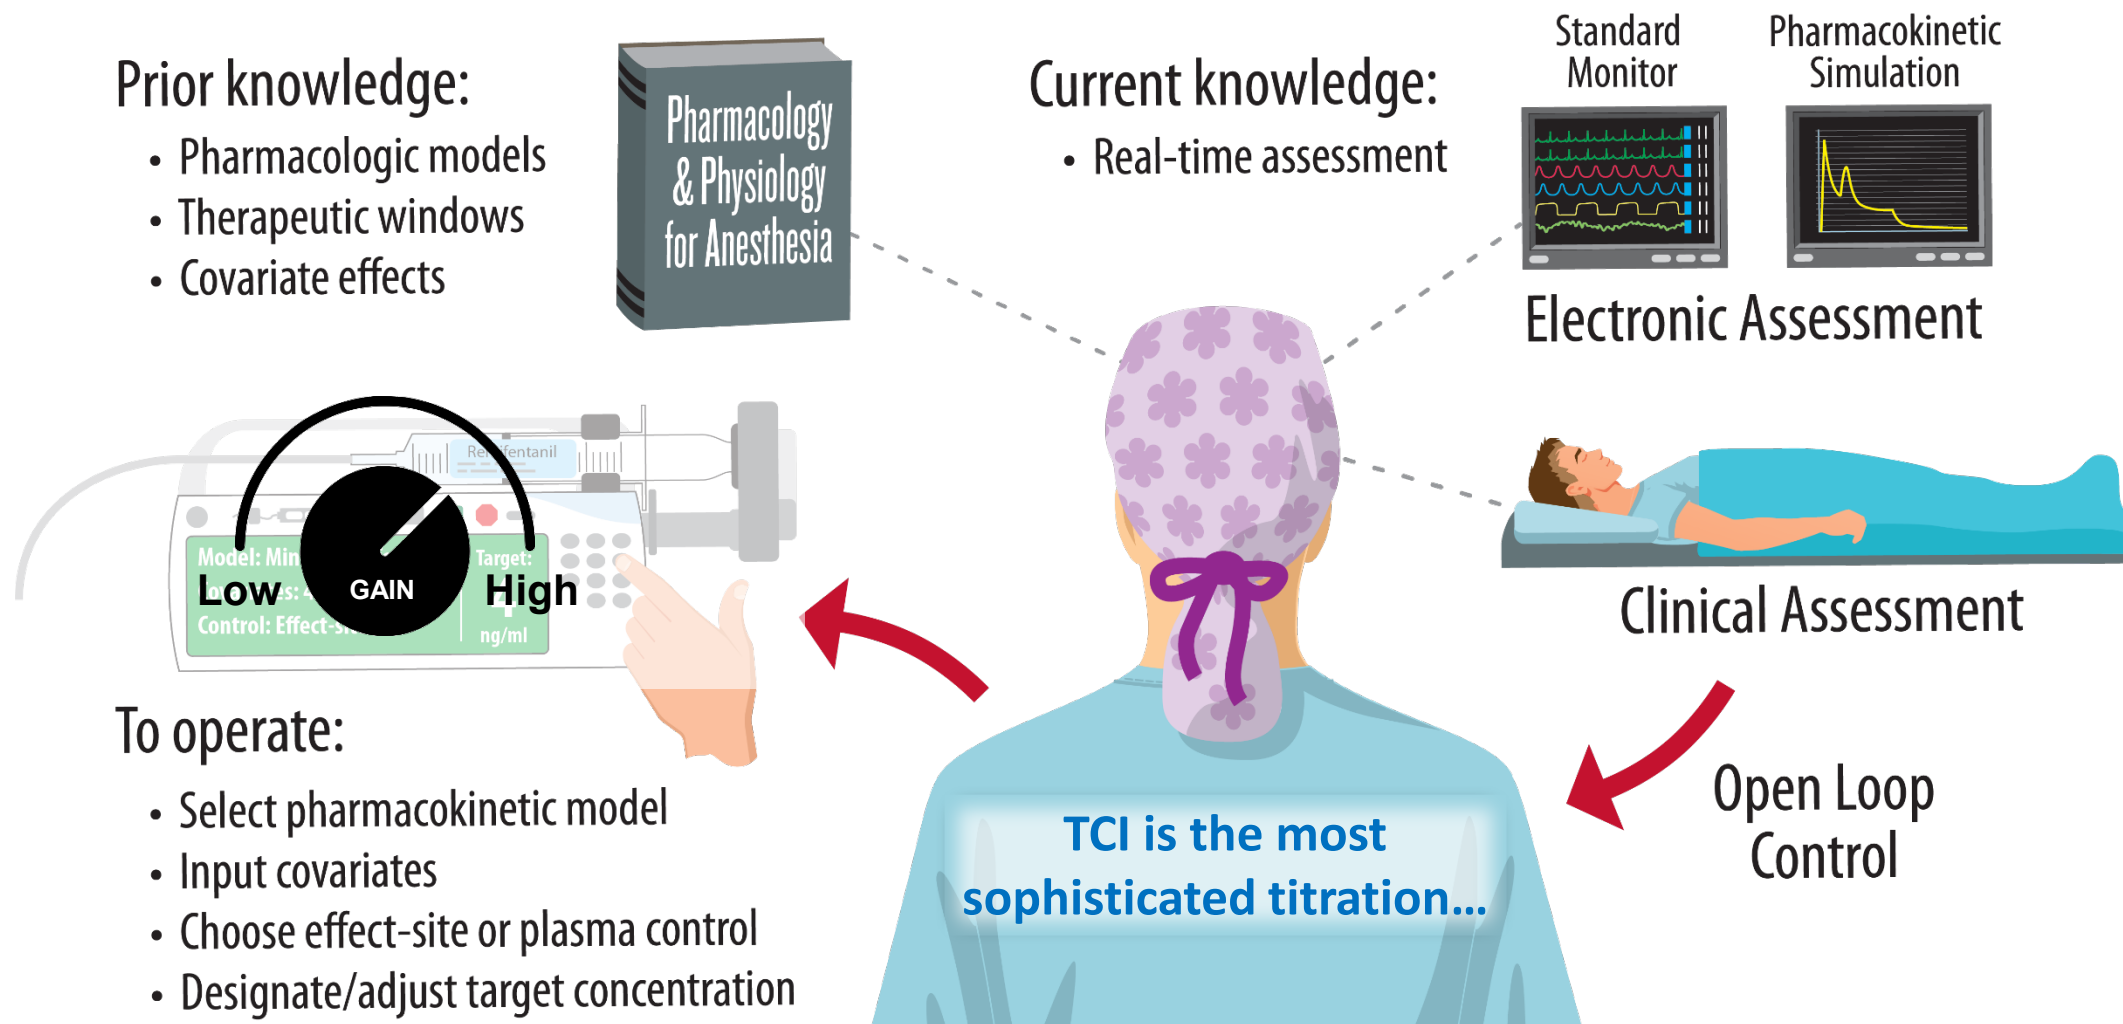 Prior knowledge:
• Pharmacologic models
• Therapeutic windows
• Covariate effects
Pharmacology
& Physiology
for Anesthesia
Current knowledge:
• Real-time assessment
Standard
Monitor
Pharmacokinetic
Simulation
Electronic Assessment
Clinical Assessment
Open Loop
Control
TCI is the most
sophisticated titration...
Model:
Control:
Target:
ng/ml
Low
GAIN
High
To operate:
• Select pharmacokinetic model
• Input covariates
• Choose effect-site or plasma control
• Designate/adjust target concentration